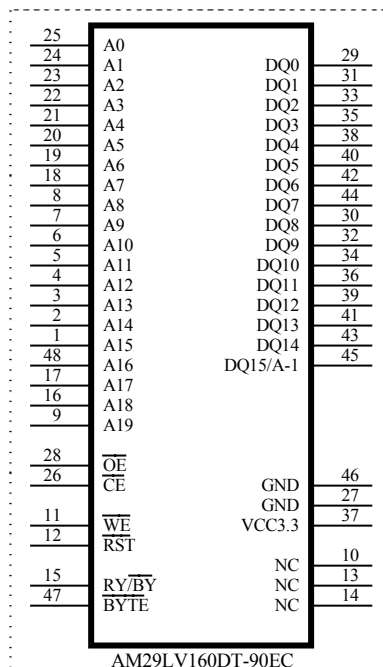 25 A0
24 A1 DQ0 29
23 A2 DQ1 31
22 A3 DQ2 33
21 A4 DQ3 35
20 A5 DQ4 38
19 A6 DQ5 40
18 A7 DQ6 42
8 A8 DQ7 44
7 A9 DQ8 30
6 A10 DQ9 32
5 A11 DQ10 34
4 A12 DQ11 36
3 A13 DQ12 39
2 A14 DQ13 41
1 A15 DQ14 43
48 A16 DQ15/A-1 45
17 A17
16 A18
9 A19
28 OE
26 CE GND 46
GND 27
11 WE VCC3.3 37
12 RST
NC 10
15 RY/BY NC 13
47 BYTE NC 14
AM29LV160DT-90EC